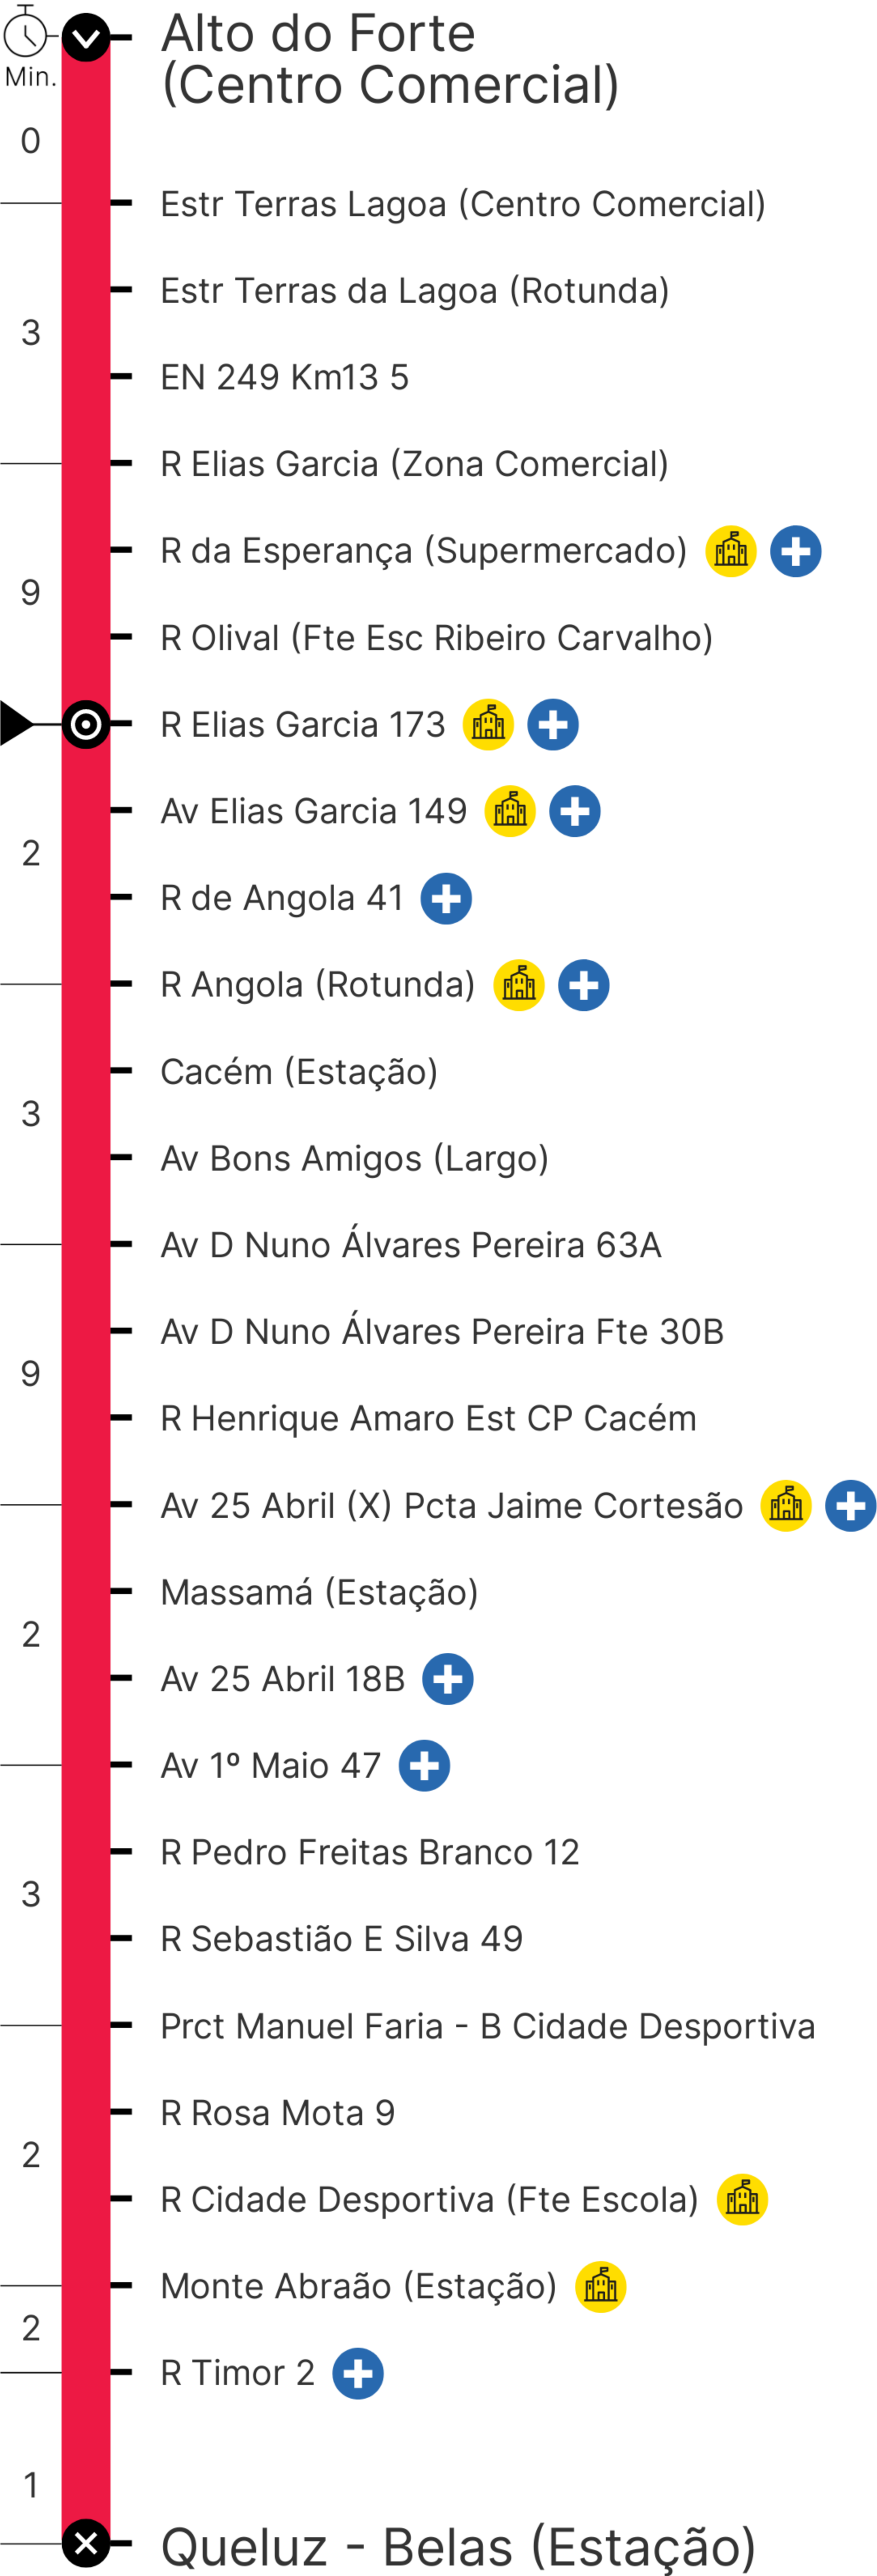 Alto do Forte
(Centro Comercial)
Min.
0
Estr Terras Lagoa (Centro Comercial)
Estr Terras da Lagoa (Rotunda)
3
EN 249 Km13 5
R Elias Garcia (Zona Comercial)
R da Esperança (Supermercado)
9
R Olival (Fte Esc Ribeiro Carvalho)
R Elias Garcia 173
Av Elias Garcia 149
2
R de Angola 41
R Angola (Rotunda)
Cacém (Estação)
3
Av Bons Amigos (Largo)
Av D Nuno Álvares Pereira 63A
Av D Nuno Álvares Pereira Fte 30B
9
R Henrique Amaro Est CP Cacém
Av 25 Abril (X) Pcta Jaime Cortesão
Massamá (Estação)
2
Av 25 Abril 18B
Av 1º Maio 47
R Pedro Freitas Branco 12
3
R Sebastião E Silva 49
Prct Manuel Faria - B Cidade Desportiva
R Rosa Mota 9
2
R Cidade Desportiva (Fte Escola)
Monte Abraão (Estação)
2
R Timor 2
1
Queluz - Belas (Estação)